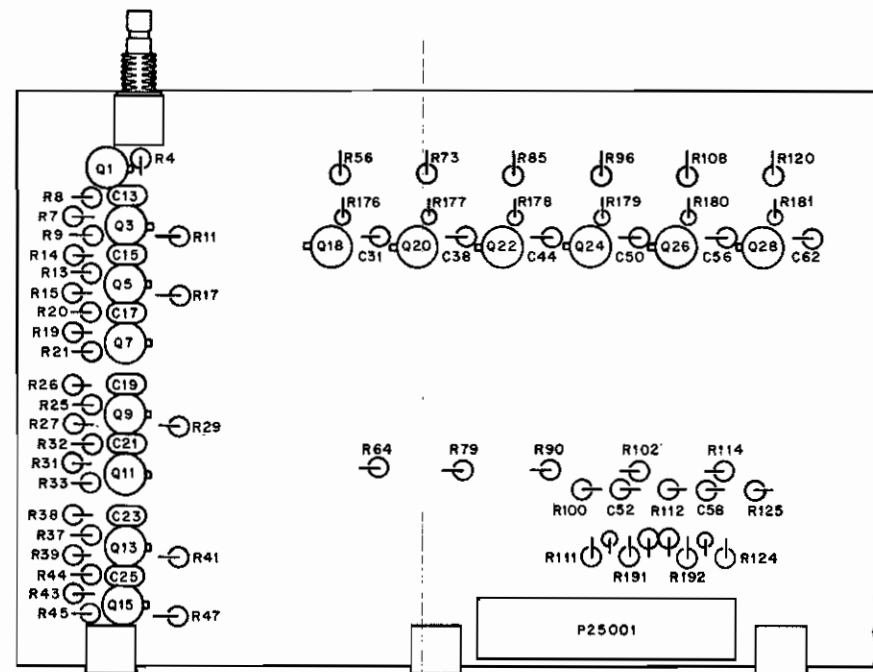 Q1 R4
R56 R73 R85 R96 R108 R120
R8 C13
R7 Q3
R176 R177 R178 R179 R180 R181
R9 R11
Q18 Q20 Q22 Q24 Q26 Q28
R14 C15
C31 C38 C44 C50 C56 C62
R13
Q5
R15 R17
R20 C17
R19
Q7
R21
R26 C19
R25
Q9
R27 R29
R32 C21
R64 R79 R90 R102 R114
R31
Q11
R33
R100 C52 R112 C58 R125
R38 C23
R37
Q13
R39 R41
R111 R124
R191 R192
R44 C25
R43
Q15
R45 R47
P25001